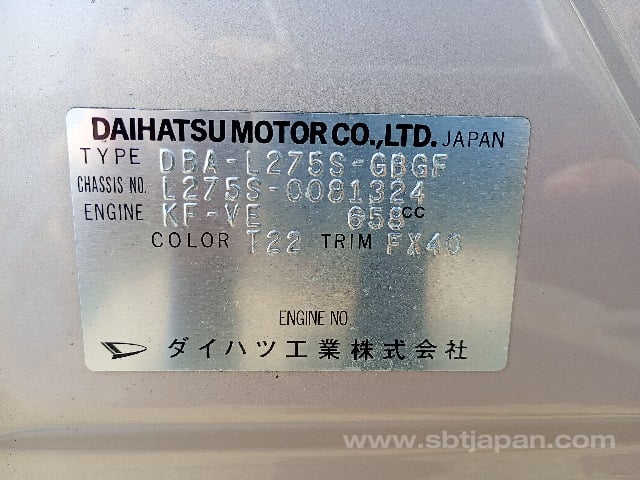 DAIHATSU MOTOR CO.,LTD. JAPAN
TYPE DBA-L275S-GBGF
CHASSIS NO. L275S-0081324
ENGINE KF-VE 658cc
COLOR T22 TRIM FX40
ENGINE NO.
ダイハツ工業株式会社
www.sbtjapan.com